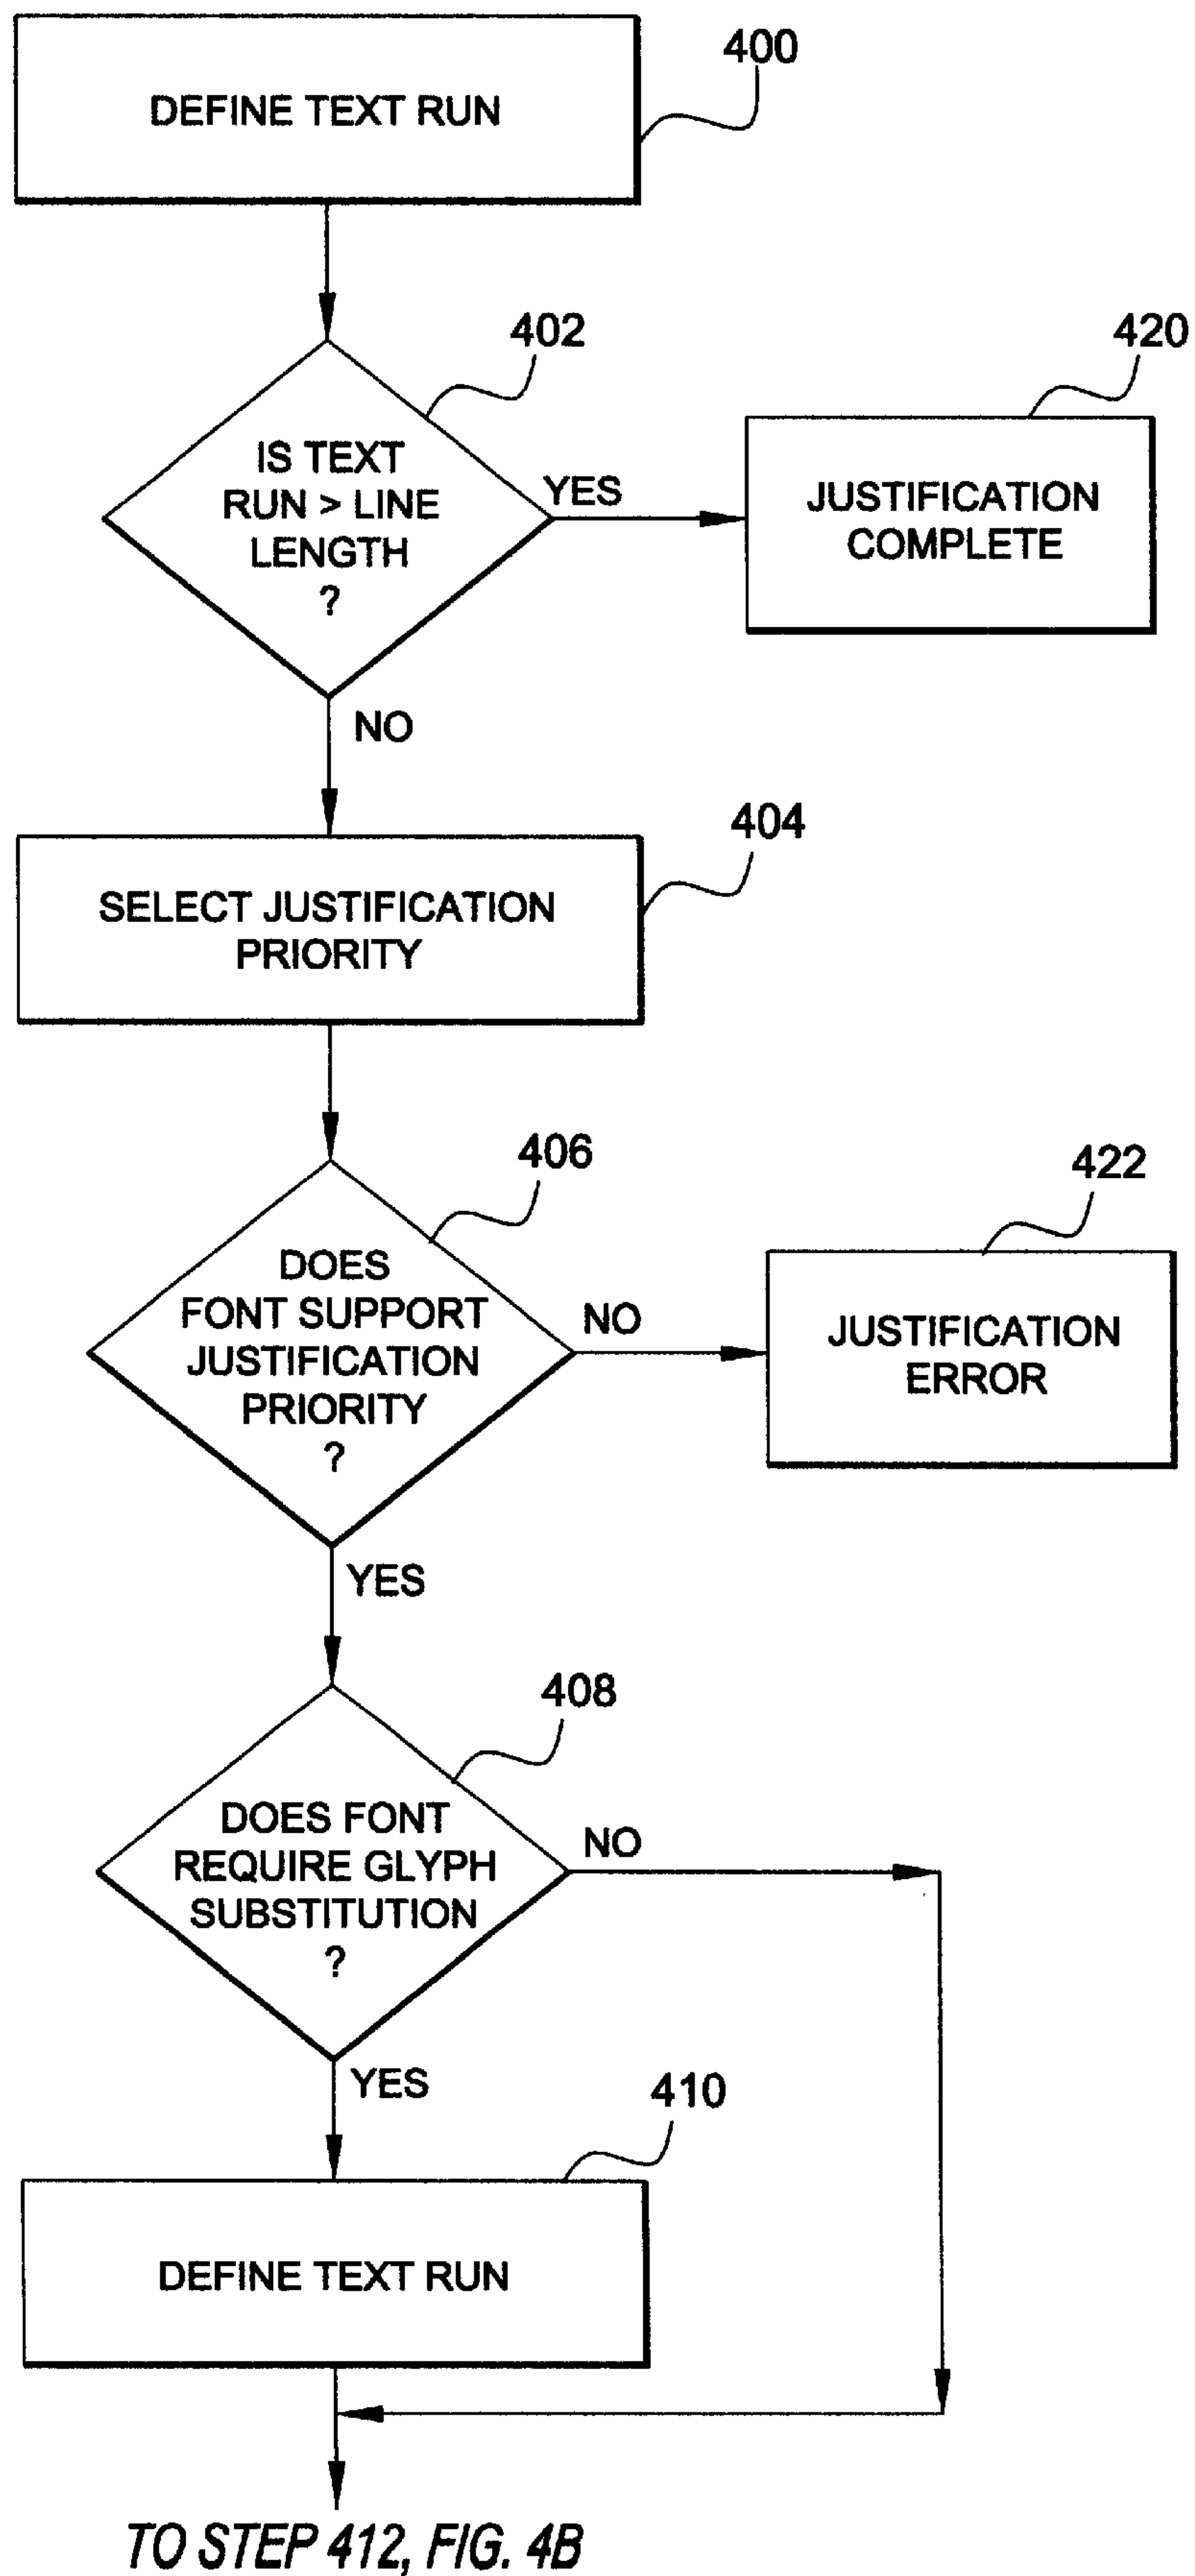 400
DEFINE TEXT RUN
402
420
IS TEXT
RUN > LINE
LENGTH
?
YES
JUSTIFICATION
COMPLETE
NO
404
SELECT JUSTIFICATION
PRIORITY
406
422
DOES
FONT SUPPORT
JUSTIFICATION
PRIORITY
?
NO
JUSTIFICATION
ERROR
YES
408
DOES FONT
REQUIRE GLYPH
SUBSTITUTION
?
NO
YES
410
DEFINE TEXT RUN
TO STEP 412, FIG. 4B